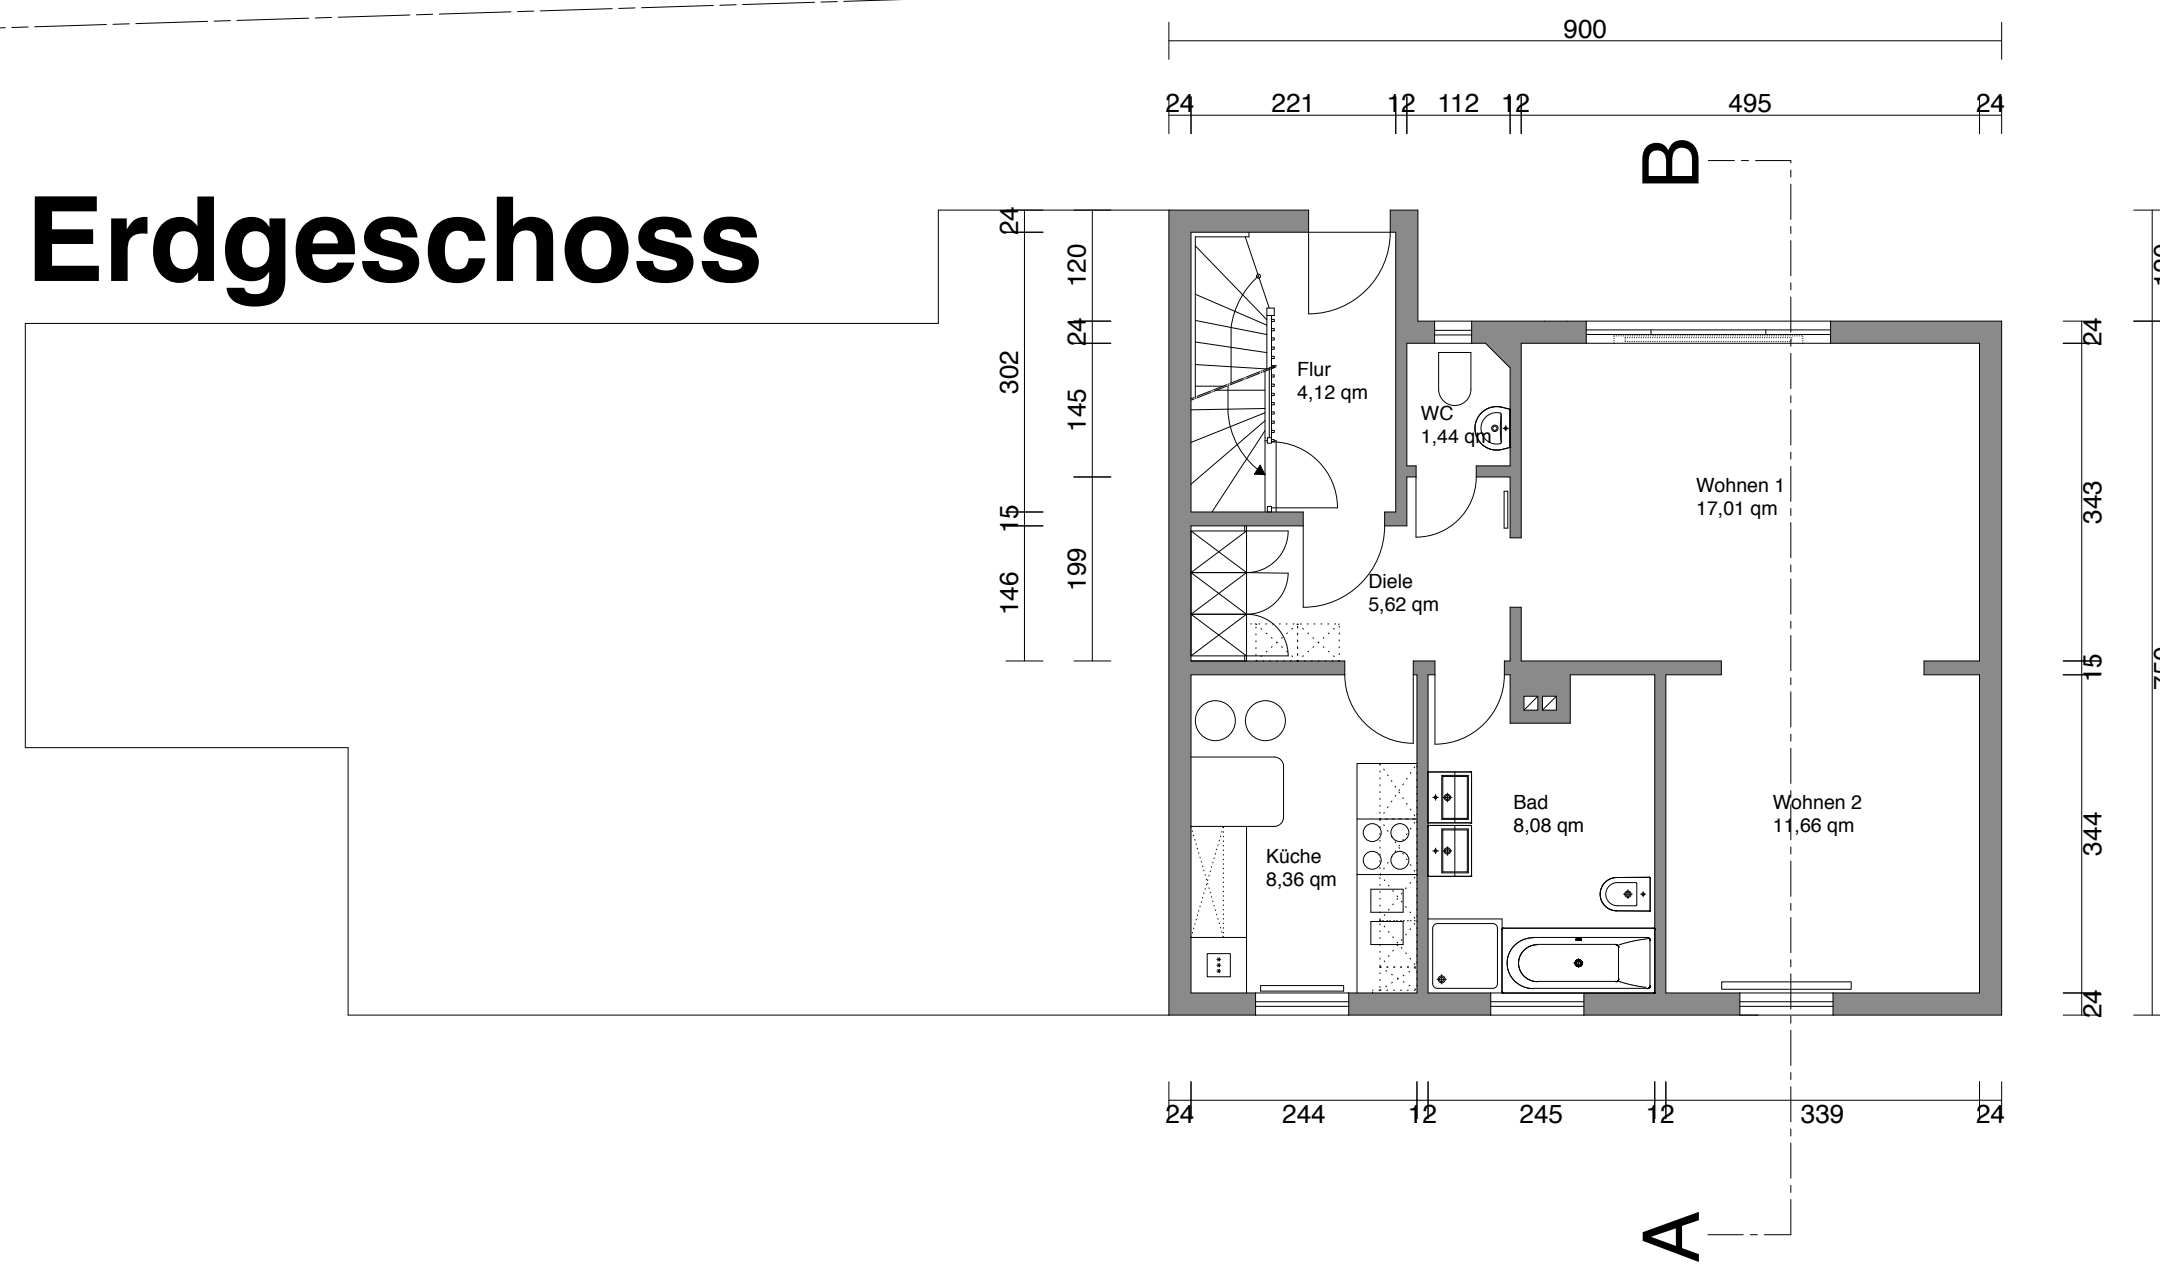 900
24 221 12 112 12 495 24
B
Erdgeschoss
24
302
15
146
120
24
145
199
Flur
4,12 qm
WC
1,44 qm
Wohnen 1
17,01 qm
Diele
5,62 qm
Küche
8,36 qm
Bad
8,08 qm
Wohnen 2
11,66 qm
24
343
15
344
24
24 244 12 245 12 339 24
A